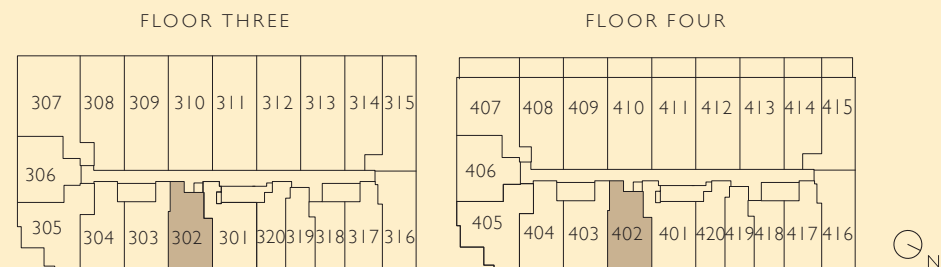 FLOOR THREE
307 308 309 310 311 312 313 314 315
306
305 304 303 302 301 320 319 318 317 316
FLOOR FOUR
407 408 409 410 411 412 413 414 415
406
405 404 403 402 401 420 419 418 417 416
N